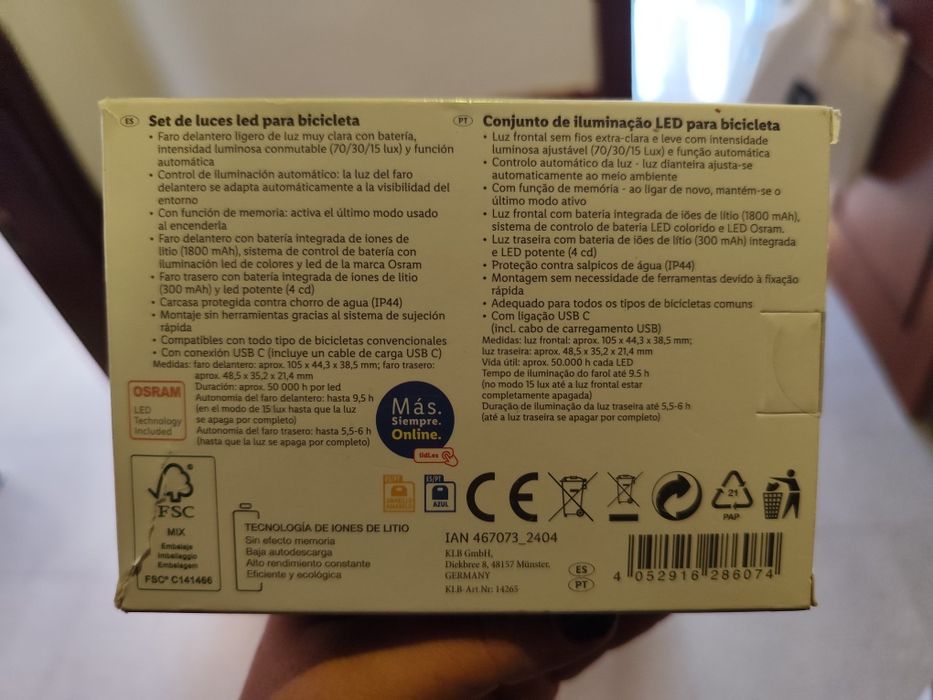 ES Set de luces led para bicicleta
• Faro delantero ligero de luz muy clara con batería,
intensidad luminosa conmutable (70/30/15 Lux) y función
automática
• Control de iluminación automático: la luz del faro
delantero se adapta automáticamente a la visibilidad del
entorno
• Con función de memoria: activa el último modo usado
al encenderla
• Faro delantero con batería integrada de iones de
litio (1800 mAh), sistema de control de batería con
iluminación led de colores y led de la marca Osram
• Faro trasero con batería integrada de iones de litio
(300 mAh) y led potente (4 cd)
• Carcasa protegida contra chorro de agua (IP44)
• Montaje sin herramientas gracias al sistema de sujeción
rápida
• Compatibles con todo tipo de bicicletas convencionales
• Con conexión USB C (incluye un cable de carga USB C)
Medidas: faro delantero: aprox. 105 x 44,3 x 38,5 mm; faro trasero:
aprox. 48,5 x 35,2 x 21,4 mm
Duración: aprox. 50 000 h por led
Autonomía del faro delantero: hasta 9,5 h
(en el modo de 15 lux hasta que la luz
se apaga por completo)
Autonomía del faro trasero: hasta 5,5-6 h
(hasta que la luz se apaga por completo)
OSRAM
LED
Technology
Included
Más.
Siempre.
Online.
lidl.es
PT Conjunto de iluminação LED para bicicleta
• Luz frontal sem fios extra-clara e leve com intensidade
luminosa ajustável (70/30/15 Lux) e função automática
• Controlo automático da luz - luz dianteira ajusta-se
automaticamente ao meio ambiente
• Com função de memória - ao ligar de novo, mantém-se o
último modo ativo
• Luz frontal com bateria integrada de iões de lítio (1800 mAh),
sistema de controlo de bateria LED colorido e LED Osram.
• Luz traseira com bateria de iões de lítio (300 mAh) integrada
e LED potente (4 cd)
• Proteção contra salpicos de água (IP44)
• Montagem sem necessidade de ferramentas devido à fixação
rápida
• Adequado para todos os tipos de bicicletas comuns
• Com ligação USB C
(incl. cabo de carregamento USB)
Medidas: luz frontal: aprox. 105 x 44,3 x 38,5 mm;
luz traseira: aprox. 48,5 x 35,2 x 21,4 mm
Vida útil: aprox. 50.000 h cada LED
Tempo de iluminação do farol até 9.5 h
(no modo 15 lux até a luz frontal estar
completamente apagada)
Duração de iluminação da luz traseira até 5,5-6 h
(até a luz traseira se apagar por completo)
FSC
MIX
Embalaje
Imballaggio
Embalagem
FSC® C141466
TECNOLOGÍA DE IONES DE LITIO
Sin efecto memoria
Baja autodescarga
Alto rendimiento constante
Eficiente y ecológica
ES/PT
AZUL
CE
21
PAP
IAN 467073_2404
KLB GmbH,
Diekbree 8, 48157 Münster,
GERMANY
KLB-Art.Nr: 14265
ES
PT
4 052916 286074